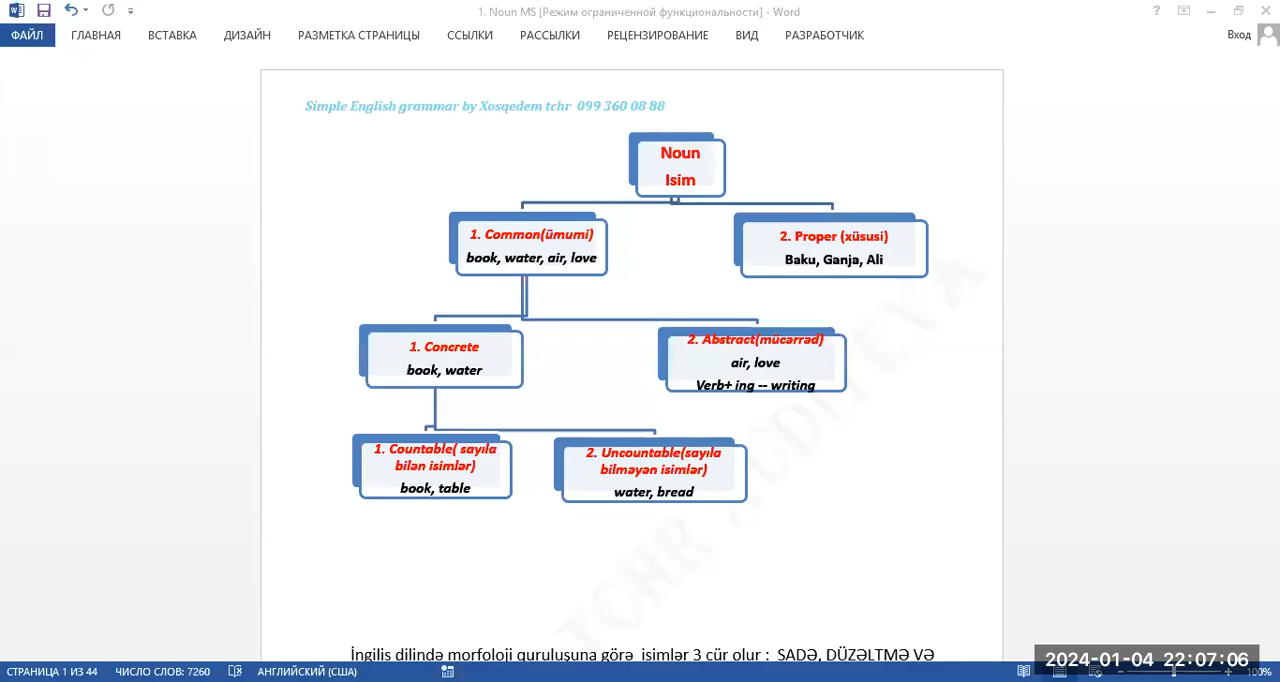 1. Noun MS [Режим ограниченной функциональности] - Word
ФАЙЛ ГЛАВНАЯ ВСТАВКА ДИЗАЙН РАЗМЕТКА СТРАНИЦЫ ССЫЛКИ РАССЫЛКИ РЕЦЕНЗИРОВАНИЕ ВИД РАЗРАБОТЧИК Вход
Simple English grammar by Xosqedem tchr 099 360 08 88
Noun
Isim
1. Common(ümumi)
book, water, air, love
2. Proper (xüsusi)
Baku, Ganja, Ali
1. Concrete
book, water
2. Abstract(mücərrəd)
air, love
Verb+ ing -- writing
1. Countable( sayıla
bilən isimlər)
book, table
2. Uncountable(sayıla
bilməyən isimlər)
water, bread
TCHR
İngilis dilində morfoloji quruluşuna görə isimlər 3 cür olur : SADƏ, DÜZƏLTMƏ VƏ
СТРАНИЦА 1 ИЗ 44 ЧИСЛО СЛОВ: 7260 АНГЛИЙСКИЙ (США) 100%
2024-01-04 22:07:06